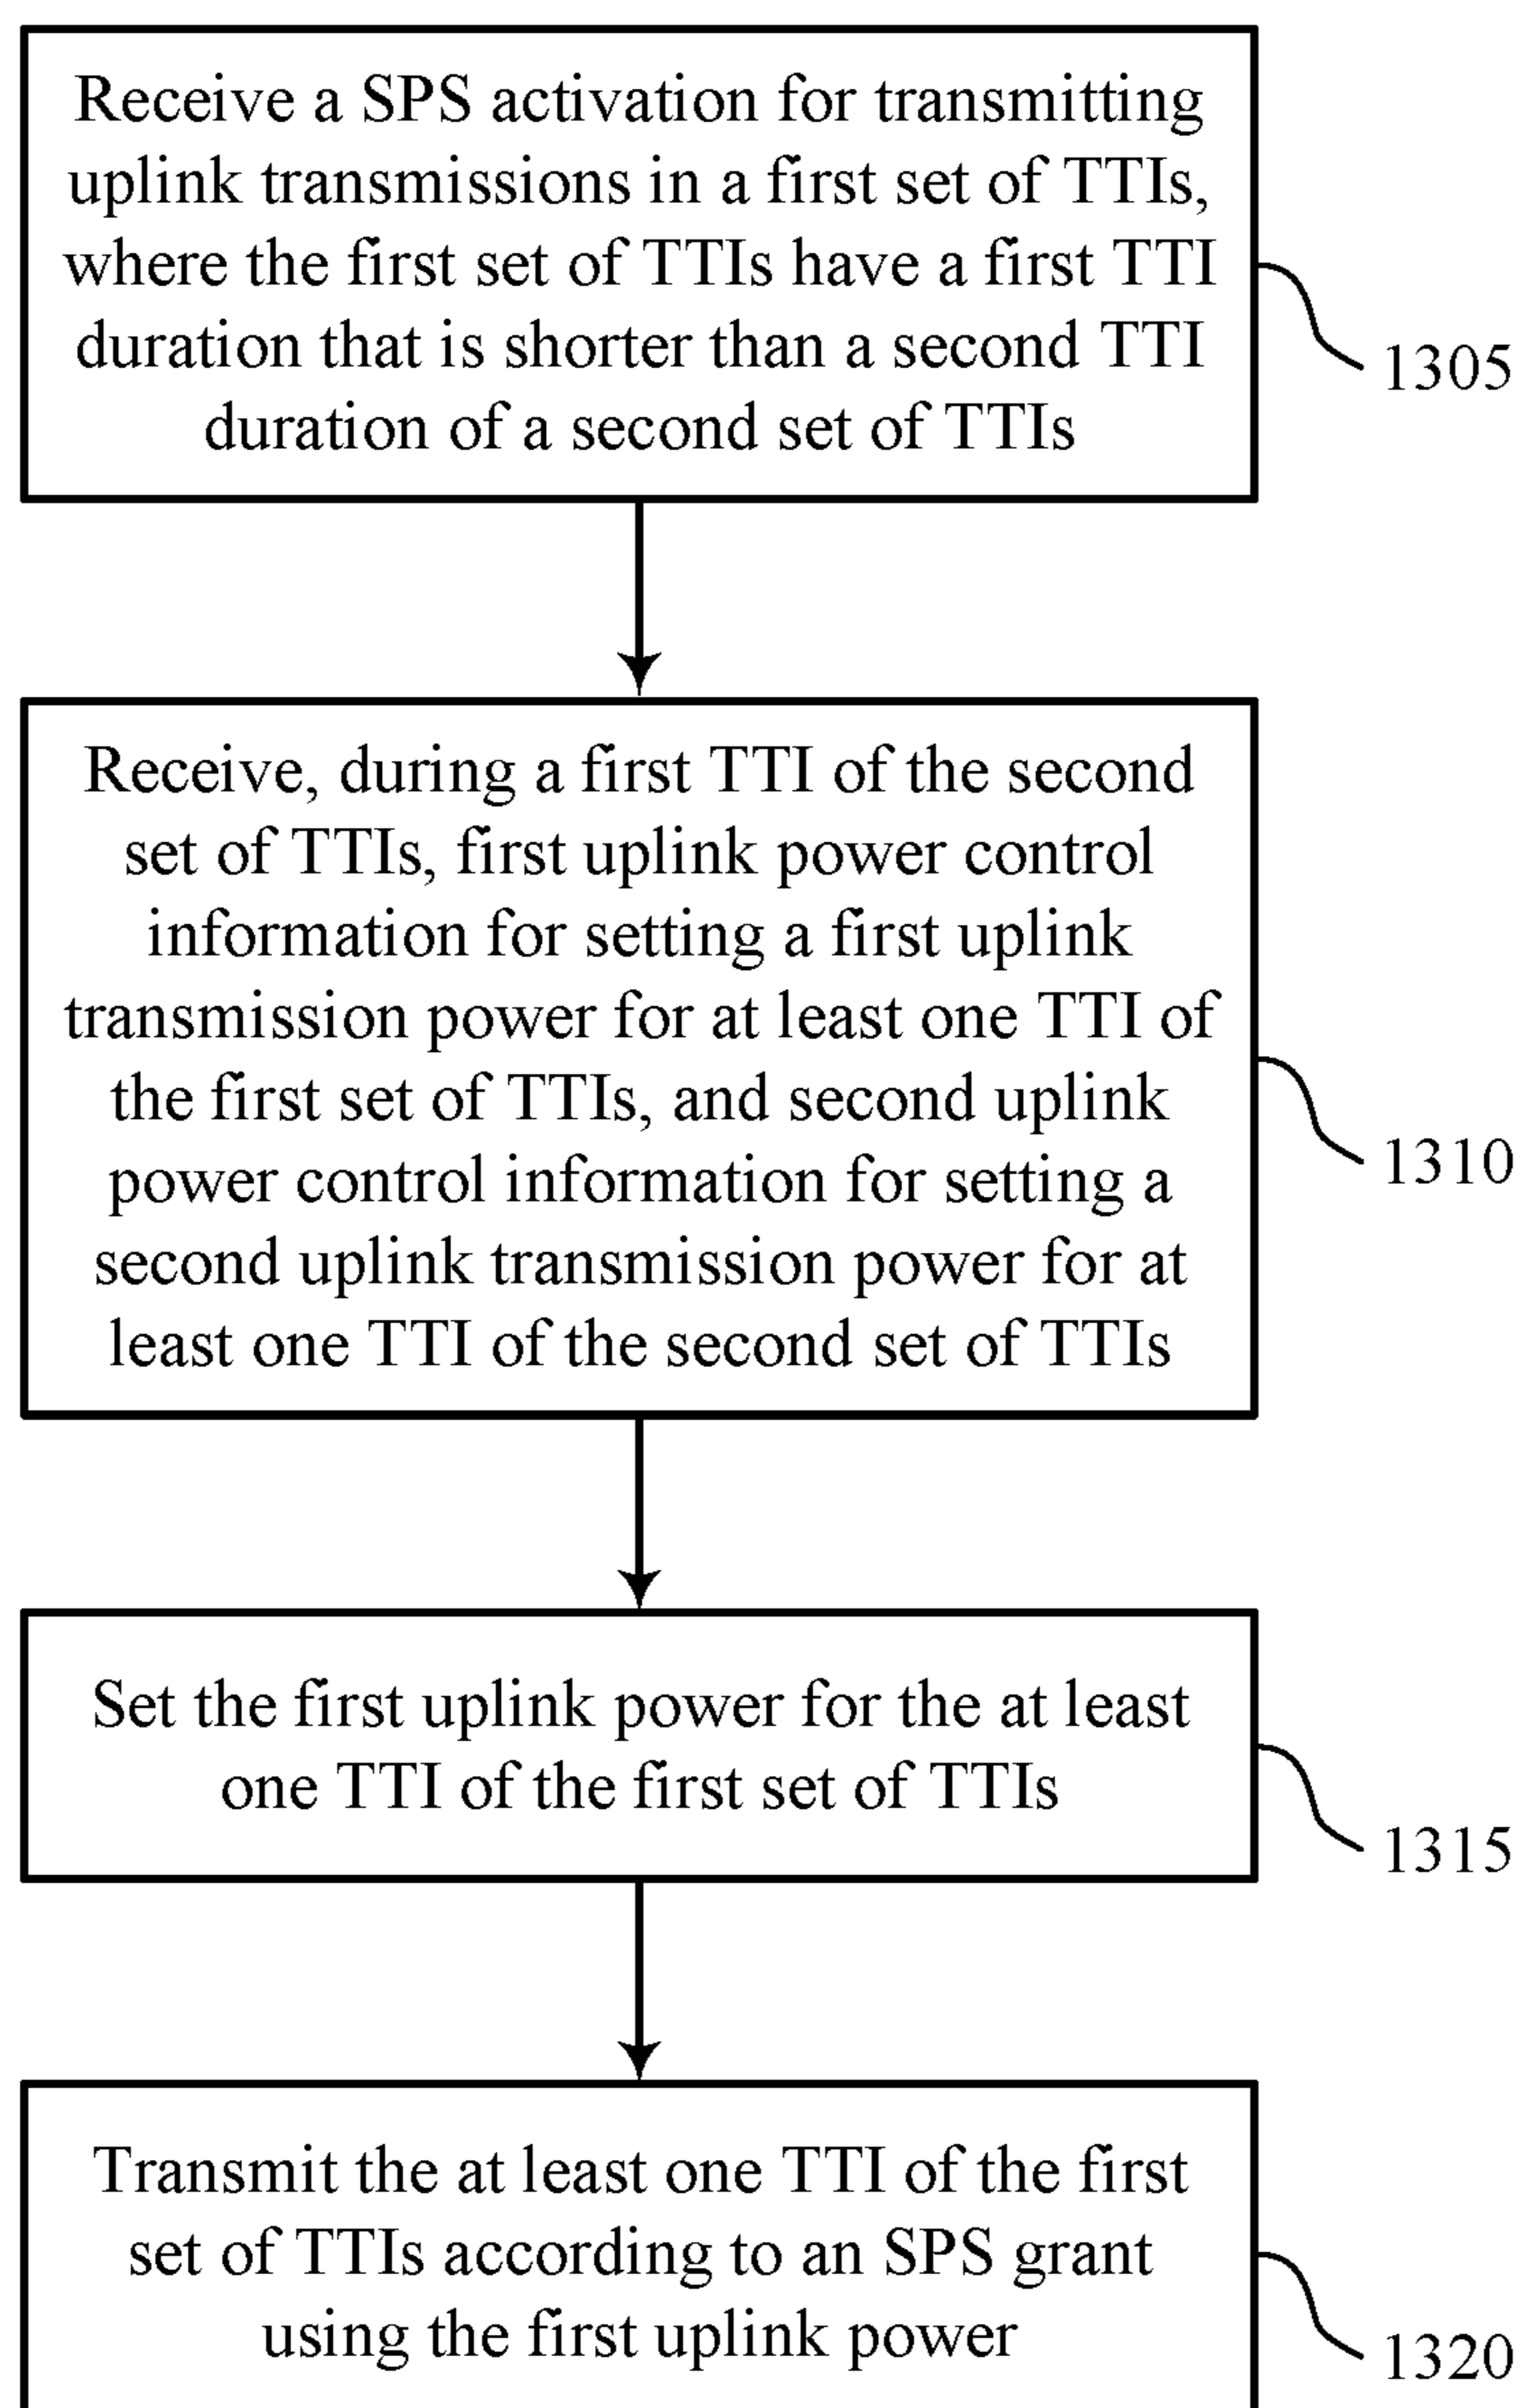 Receive a SPS activation for transmitting
uplink transmissions in a first set of TTIs,
where the first set of TTIs have a first TTI
duration that is shorter than a second TTI
duration of a second set of TTIs
1305
Receive, during a first TTI of the second
set of TTIs, first uplink power control
information for setting a first uplink
transmission power for at least one TTI of
the first set of TTIs, and second uplink
power control information for setting a
second uplink transmission power for at
least one TTI of the second set of TTIs
1310
Set the first uplink power for the at least
one TTI of the first set of TTIs
1315
Transmit the at least one TTI of the first
set of TTIs according to an SPS grant
using the first uplink power
1320